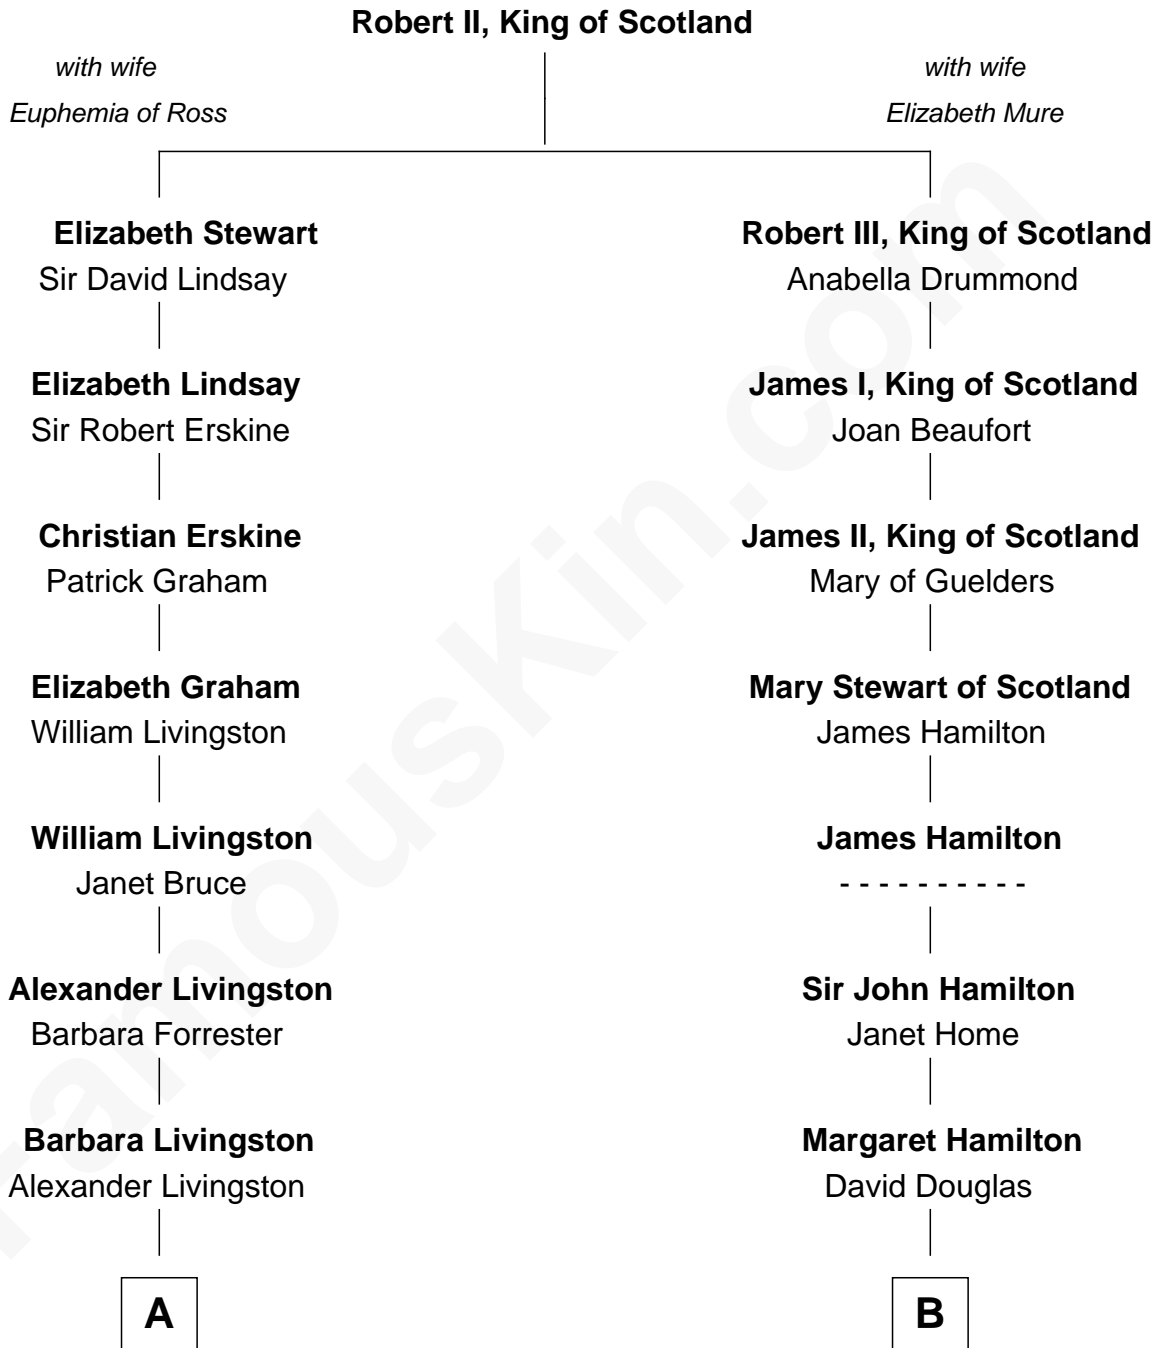 Robert II, King of Scotland
with wife
Euphemia of Ross
with wife
Elizabeth Mure
Elizabeth Stewart
Sir David Lindsay
Robert III, King of Scotland
Anabella Drummond
Elizabeth Lindsay
Sir Robert Erskine
James I, King of Scotland
Joan Beaufort
Christian Erskine
Patrick Graham
James II, King of Scotland
Mary of Guelders
Elizabeth Graham
William Livingston
Mary Stewart of Scotland
James Hamilton
William Livingston
Janet Bruce
James Hamilton
- - - - - - - - - -
Alexander Livingston
Barbara Forrester
Sir John Hamilton
Janet Home
Barbara Livingston
Alexander Livingston
Margaret Hamilton
David Douglas
A
B
FamousKin.com